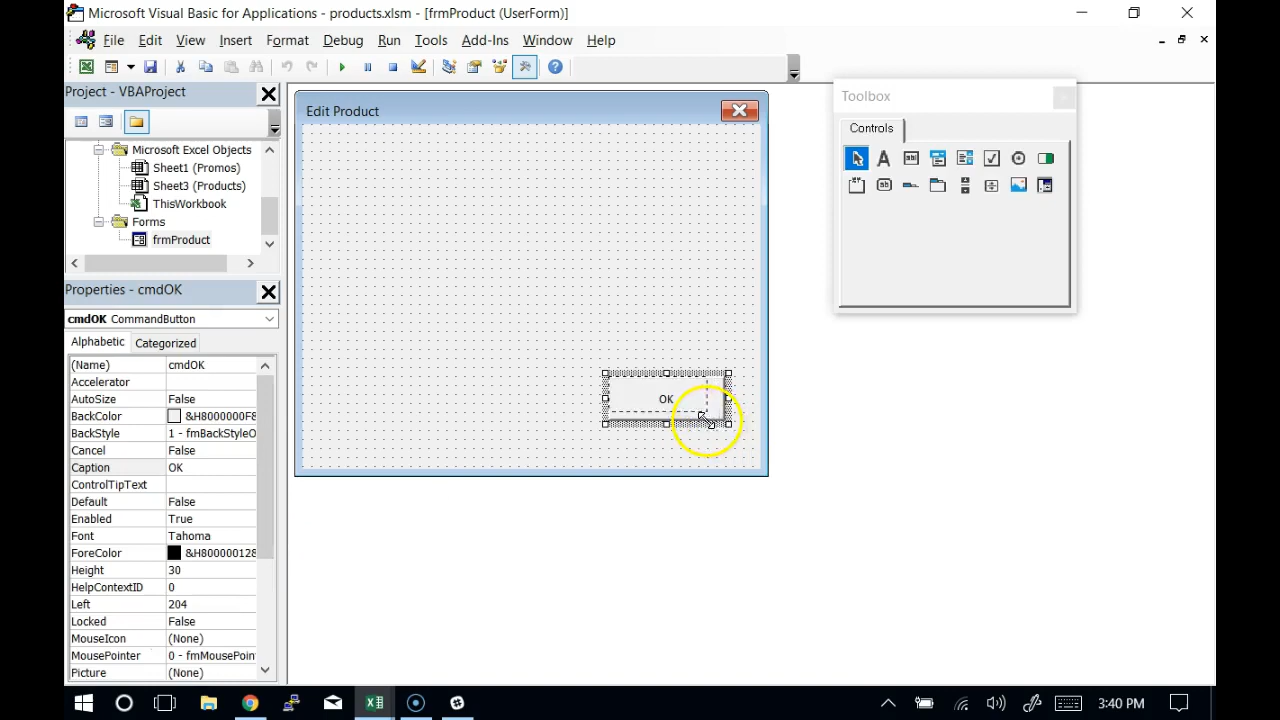 Microsoft Visual Basic for Applications - products.xlsm - [frmProduct (UserForm)]
File Edit View Insert Format Debug Run Tools Add-Ins Window Help
Project - VBAProject
Microsoft Excel Objects
Sheet1 (Promos)
Sheet3 (Products)
ThisWorkbook
Forms
frmProduct
Properties - cmdOK
cmdOK CommandButton
Alphabetic Categorized
(Name) cmdOK
Accelerator
AutoSize False
BackColor &H8000000F&
BackStyle 1 - fmBackStyleO
Cancel False
Caption OK
ControlTipText
Default False
Enabled True
Font Tahoma
ForeColor &H80000012&
Height 30
HelpContextID 0
Left 204
Locked False
MouseIcon (None)
MousePointer 0 - fmMousePoin
Picture (None)
Edit Product
OK
Toolbox
Controls
3:40 PM